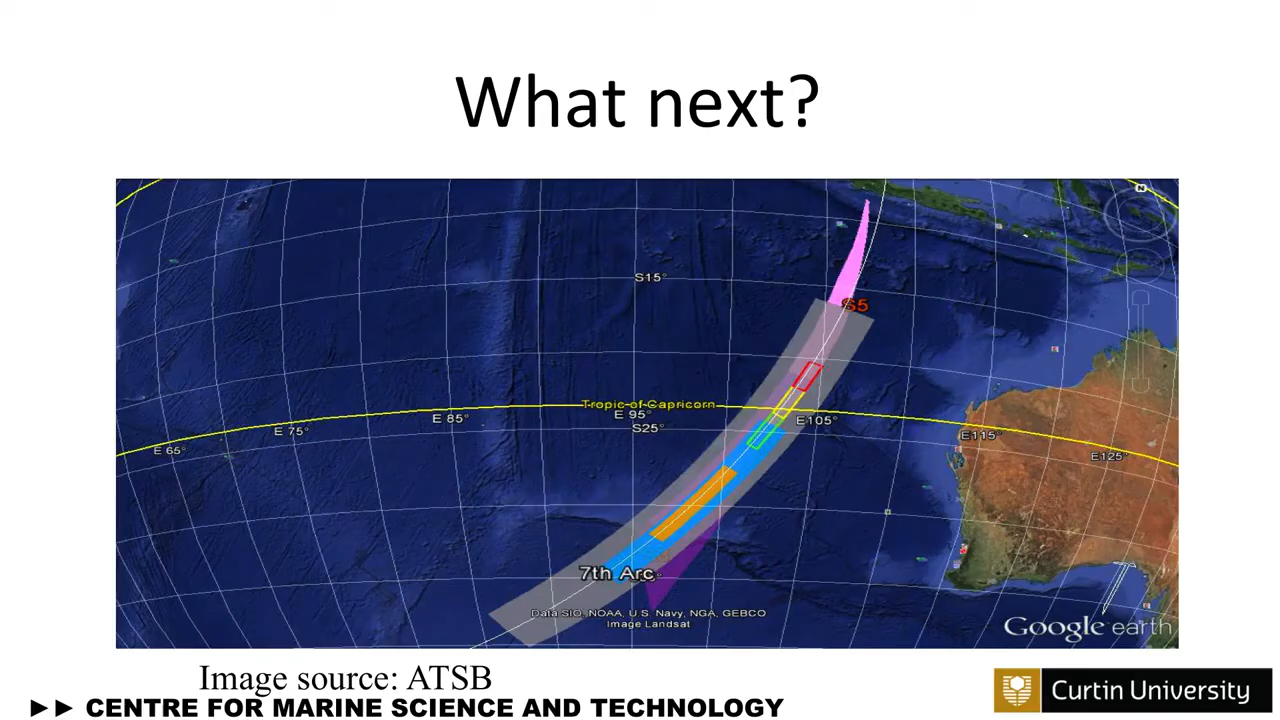 What next?
S15°
S5
Tropic of Capricorn
E 95°
E 85°
E105°
S25°
E 75°
E115°
E 65°
E125°
7th Arc
Data SIO, NOAA, U.S. Navy, NGA, GEBCO
Image Landsat
Google earth
Image source: ATSB
►► CENTRE FOR MARINE SCIENCE AND TECHNOLOGY
Curtin University